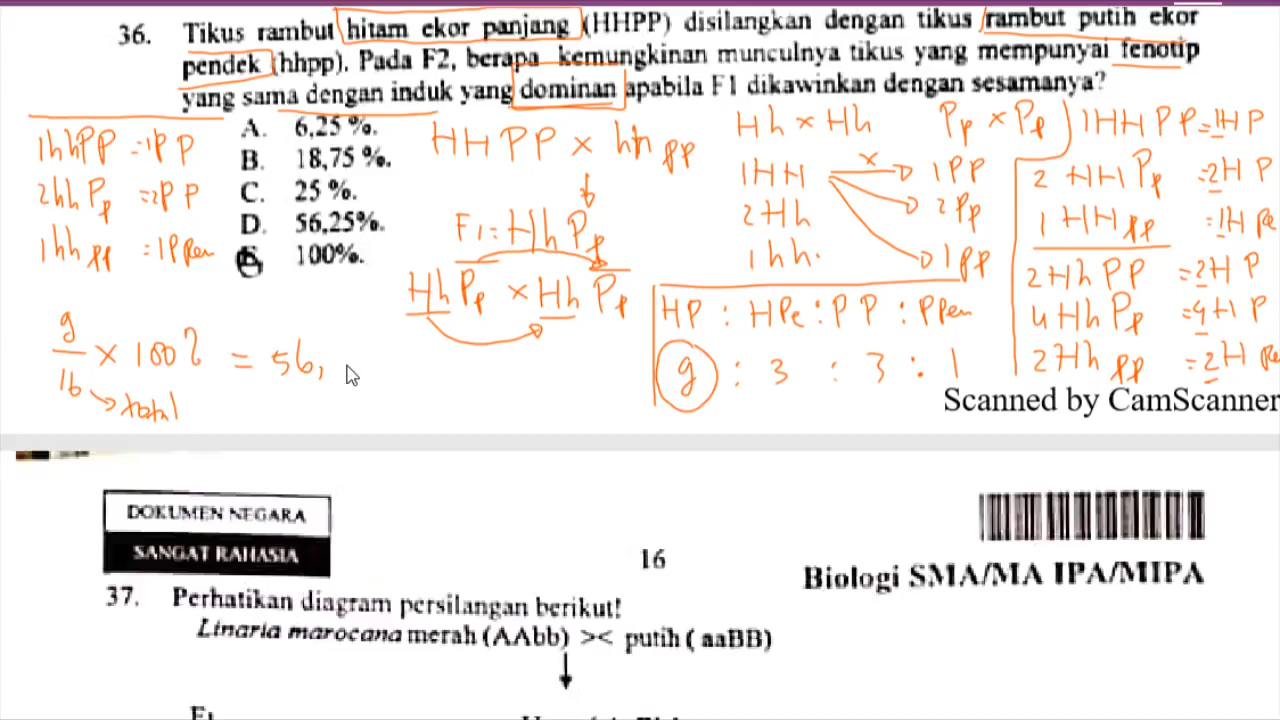 36. Tikus rambut hitam ekor panjang (HHPP) disilangkan dengan tikus rambut putih ekor
pendek (hhpp). Pada F2, berapa kemungkinan munculnya tikus yang mempunyai fenotip
yang sama dengan induk yang dominan apabila F1 dikawinkan dengan sesamanya?
A. 6,25 %.
B. 18,75 %.
C. 25 %.
D. 56,25%.
E. 100%.
1hhPP = 1PP
2hhPp = 2PP
1hhpp = 1PPen
HHPP × hhpp
F1 = HhPp
HhPp × HhPp
Hh × Hh
1HH
2Hh
1hh.
Pp × Pp
x
1PP
2Pp
1pp
1HHPP = 1HP
2HHPp = 2HP
1HHpp = 1HPe
2HhPP = 2HP
4HhPp = 4HP
2Hhpp = 2HPe
HP : HPe : PP : PPen
9 : 3 : 3 : 1
9/16 × 100% = 56,
total
Scanned by CamScanner
DOKUMEN NEGARA
SANGAT RAHASIA
16
Biologi SMA/MA IPA/MIPA
37. Perhatikan diagram persilangan berikut!
Linaria marocana merah (AAbb) >< putih ( aaBB)
F1